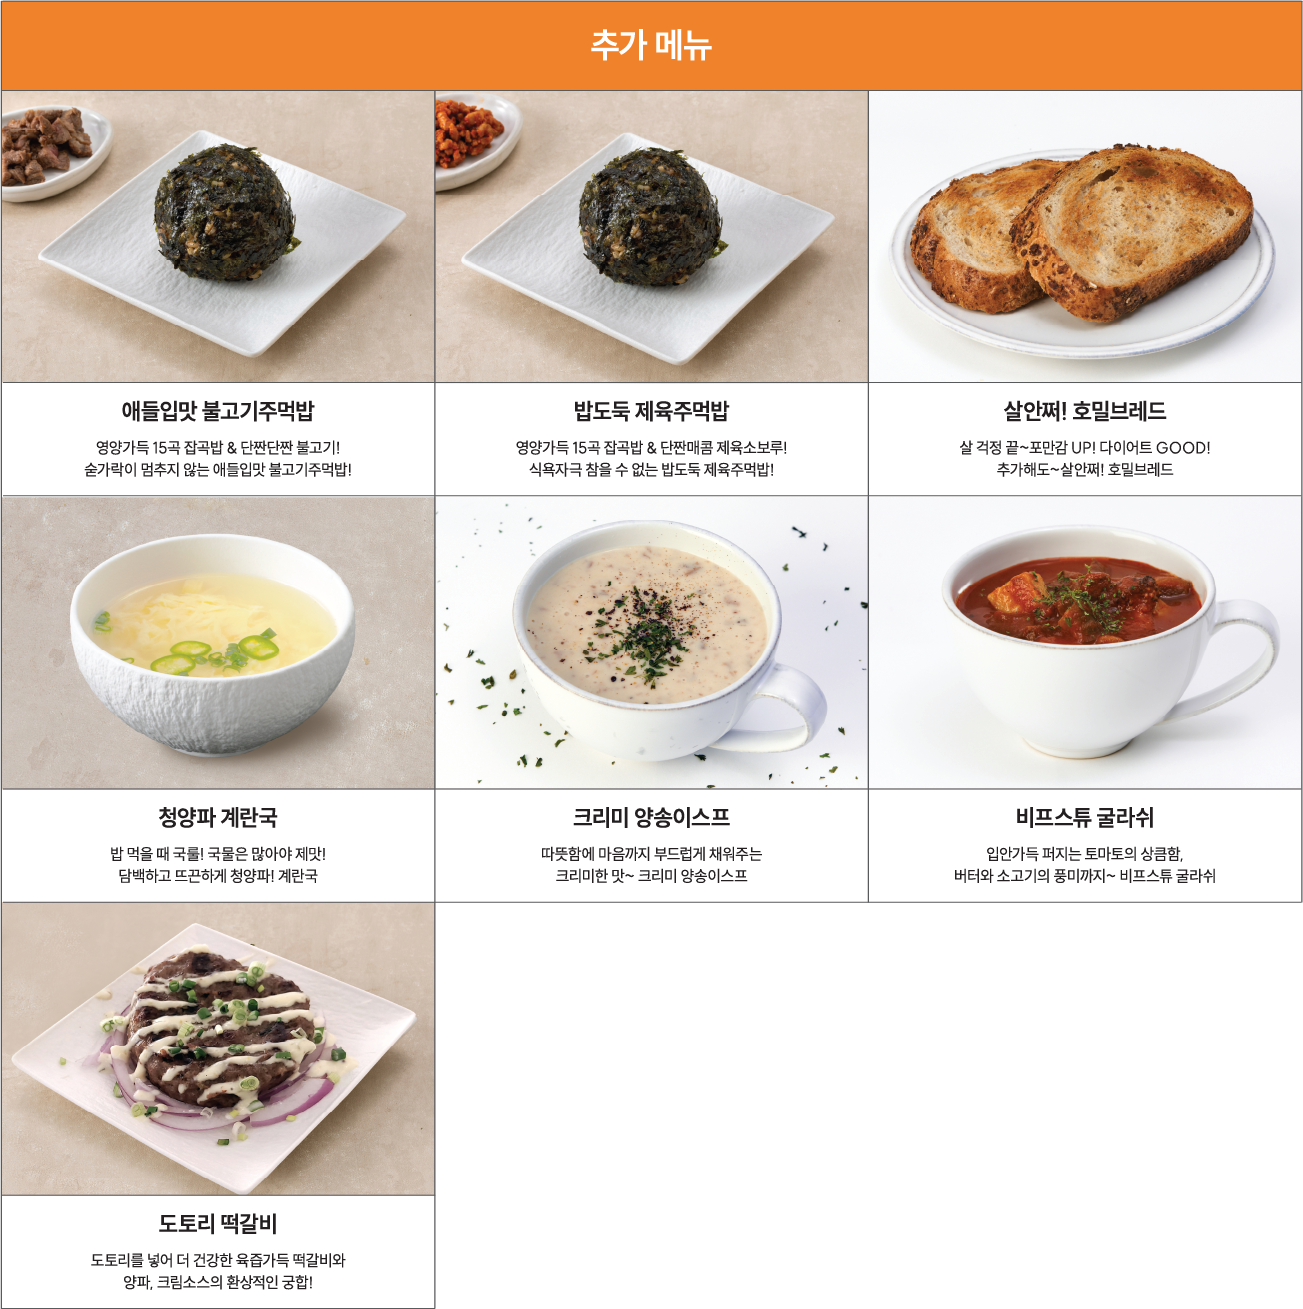 추가 메뉴
애들입맛 불고기주먹밥
영양가득 15곡 잡곡밥 & 단짠단짠 불고기!
숟가락이 멈추지 않는 애들입맛 불고기주먹밥!
밥도둑 제육주먹밥
영양가득 15곡 잡곡밥 & 단짠매콤 제육소보루!
식욕자극 참을 수 없는 밥도둑 제육주먹밥!
살안쪄! 호밀브레드
살 걱정 끝~포만감 UP! 다이어트 GOOD!
추가해도~살안쪄! 호밀브레드
청양파 계란국
밥 먹을 때 국룰! 국물은 많아야 제맛!
담백하고 뜨끈하게 청양파! 계란국
크리미 양송이스프
따뜻함에 마음까지 부드럽게 채워주는
크리미한 맛~ 크리미 양송이스프
비프스튜 굴라쉬
입안가득 퍼지는 토마토의 상큼함,
버터와 소고기의 풍미까지~ 비프스튜 굴라쉬
도토리 떡갈비
도토리를 넣어 더 건강한 육즙가득 떡갈비와
양파, 크림소스의 환상적인 궁합!